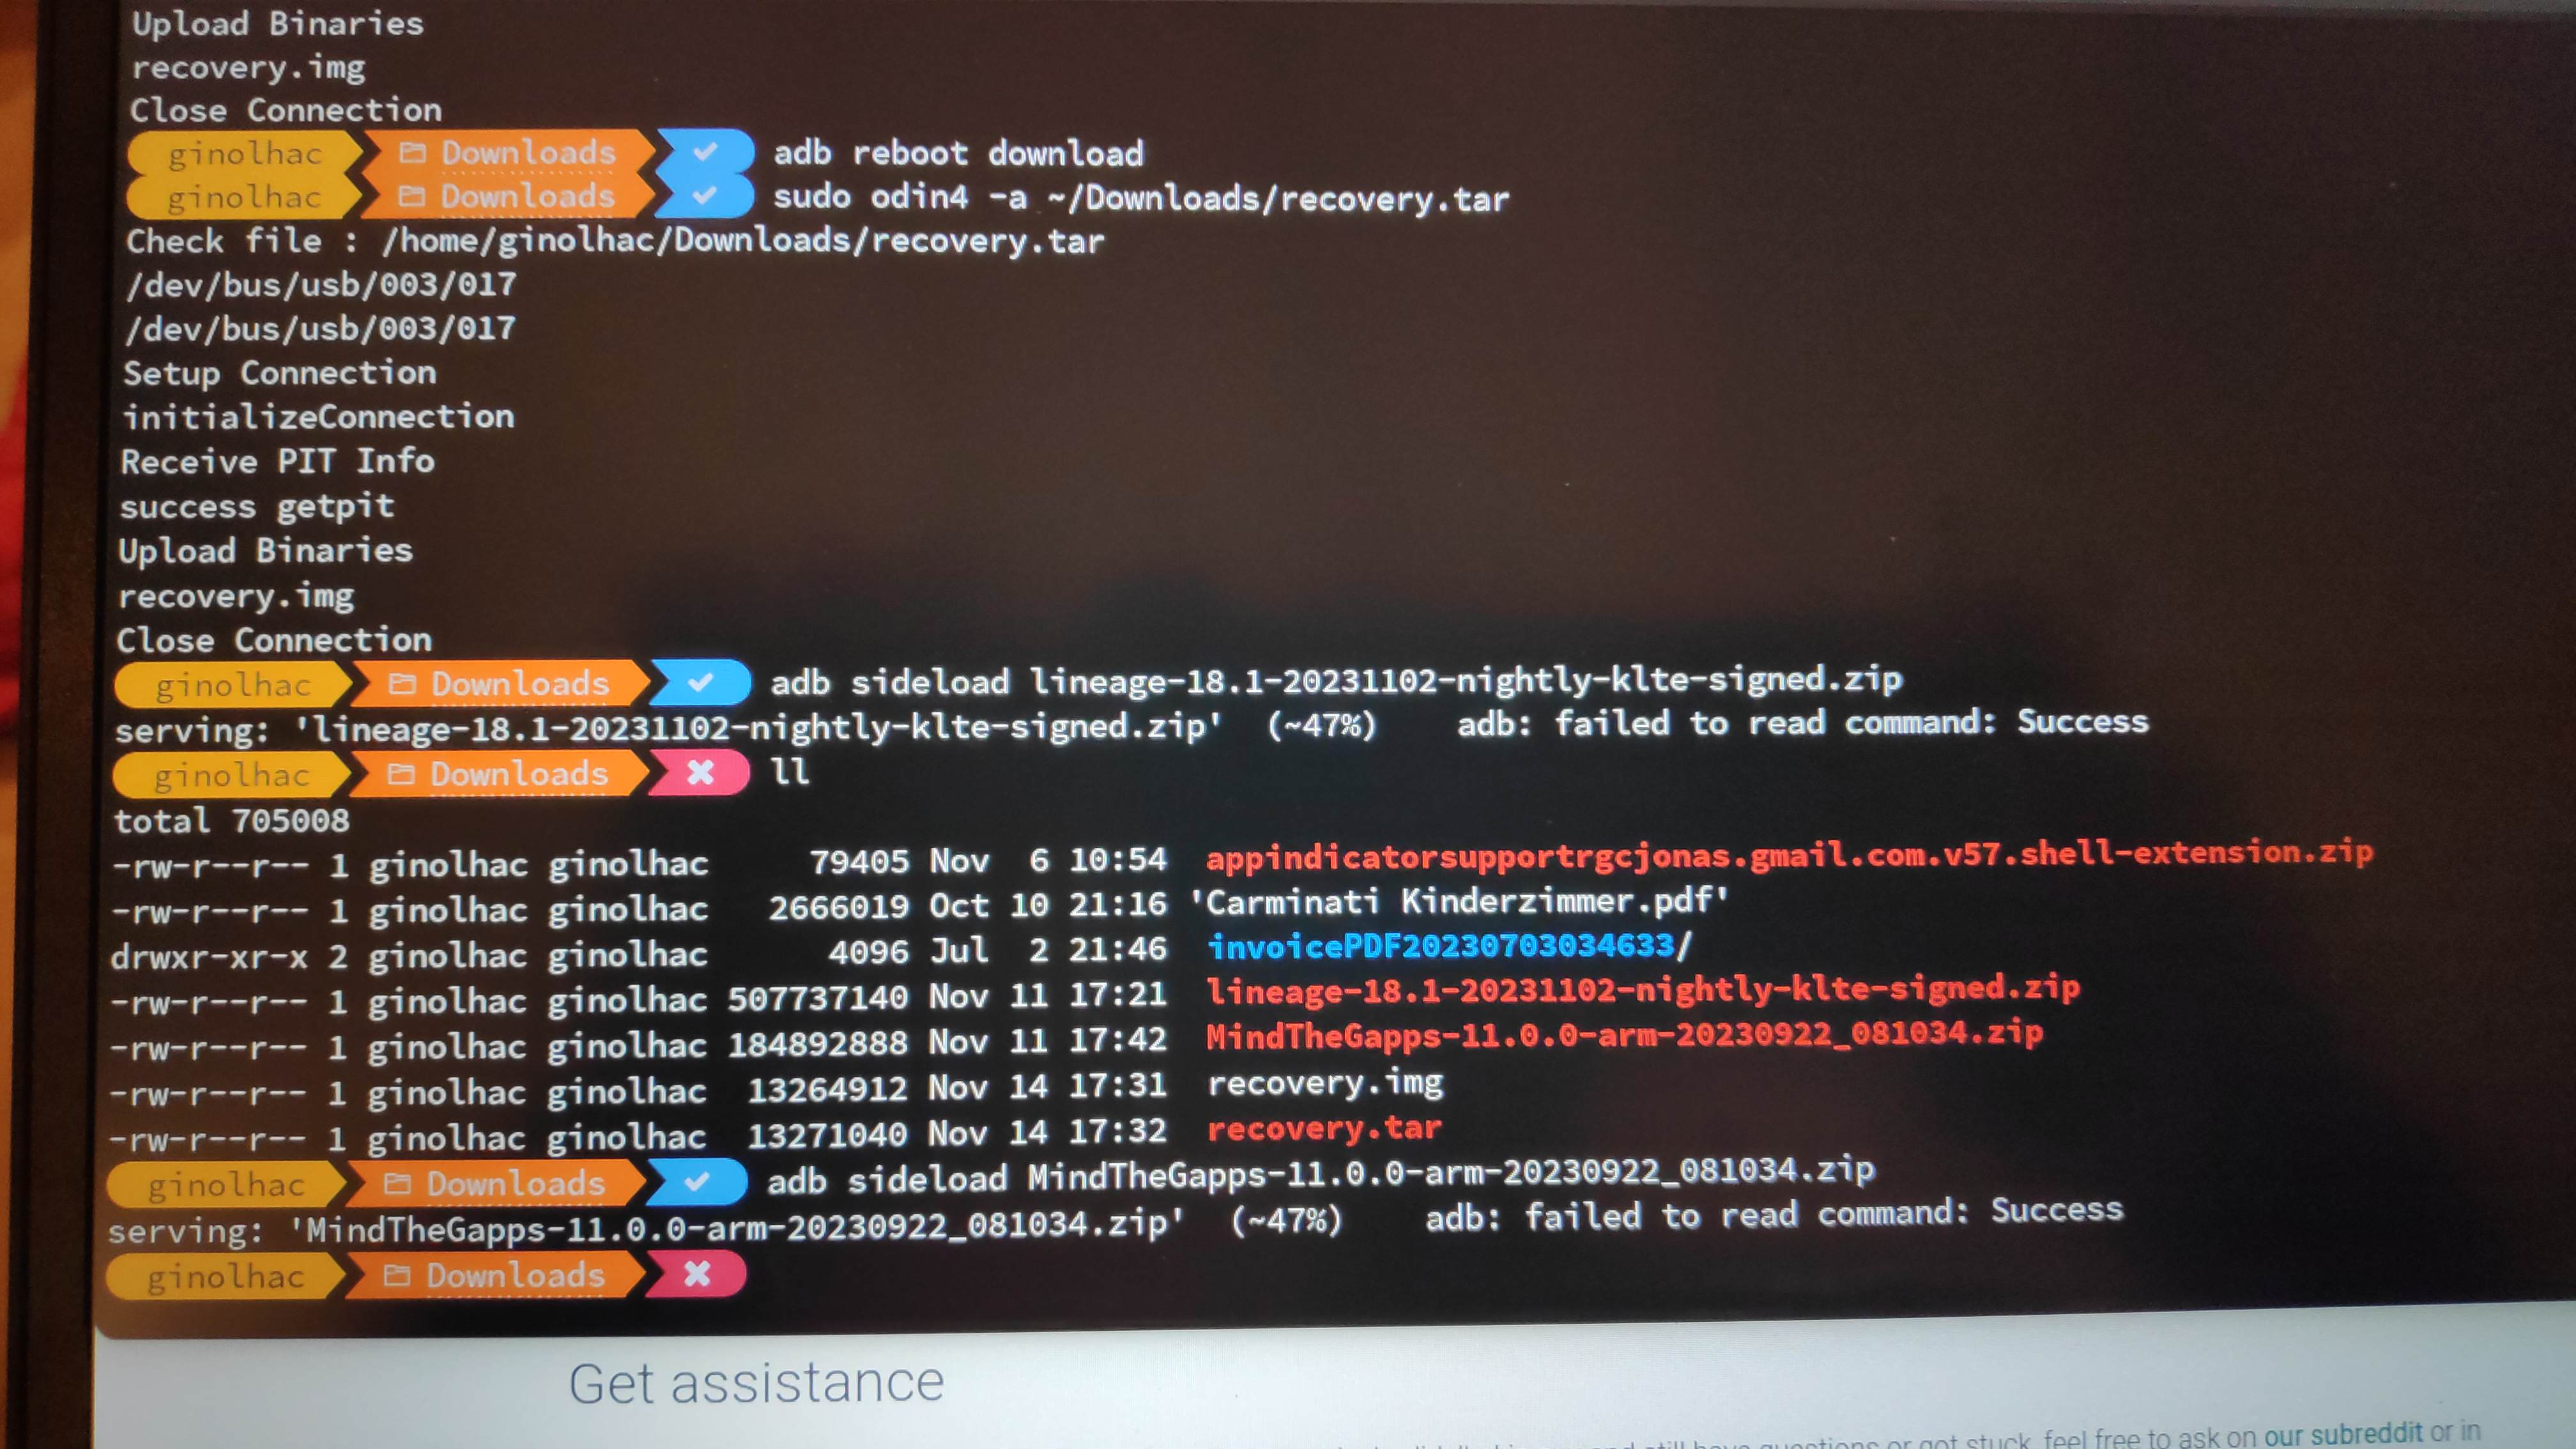 Upload Binaries
recovery.img
Close Connection
ginolhac Downloads adb reboot download
ginolhac Downloads sudo odin4 -a ~/Downloads/recovery.tar
Check file : /home/ginolhac/Downloads/recovery.tar
/dev/bus/usb/003/017
/dev/bus/usb/003/017
Setup Connection
initializeConnection
Receive PIT Info
success getpit
Upload Binaries
recovery.img
Close Connection
ginolhac Downloads adb sideload lineage-18.1-20231102-nightly-klte-signed.zip
serving: 'lineage-18.1-20231102-nightly-klte-signed.zip' (~47%) adb: failed to read command: Success
ginolhac Downloads ll
total 705008
-rw-r--r-- 1 ginolhac ginolhac 79405 Nov 6 10:54 appindicatorsupportrgcjonas.gmail.com.v57.shell-extension.zip
-rw-r--r-- 1 ginolhac ginolhac 2666019 Oct 10 21:16 'Carminati Kinderzimmer.pdf'
drwxr-xr-x 2 ginolhac ginolhac 4096 Jul 2 21:46 invoicePDF20230703034633/
-rw-r--r-- 1 ginolhac ginolhac 507737140 Nov 11 17:21 lineage-18.1-20231102-nightly-klte-signed.zip
-rw-r--r-- 1 ginolhac ginolhac 184892888 Nov 11 17:42 MindTheGapps-11.0.0-arm-20230922_081034.zip
-rw-r--r-- 1 ginolhac ginolhac 13264912 Nov 14 17:31 recovery.img
-rw-r--r-- 1 ginolhac ginolhac 13271040 Nov 14 17:32 recovery.tar
ginolhac Downloads adb sideload MindTheGapps-11.0.0-arm-20230922_081034.zip
serving: 'MindTheGapps-11.0.0-arm-20230922_081034.zip' (~47%) adb: failed to read command: Success
ginolhac Downloads
Get assistance
questions or got stuck, feel free to ask on our subreddit or in